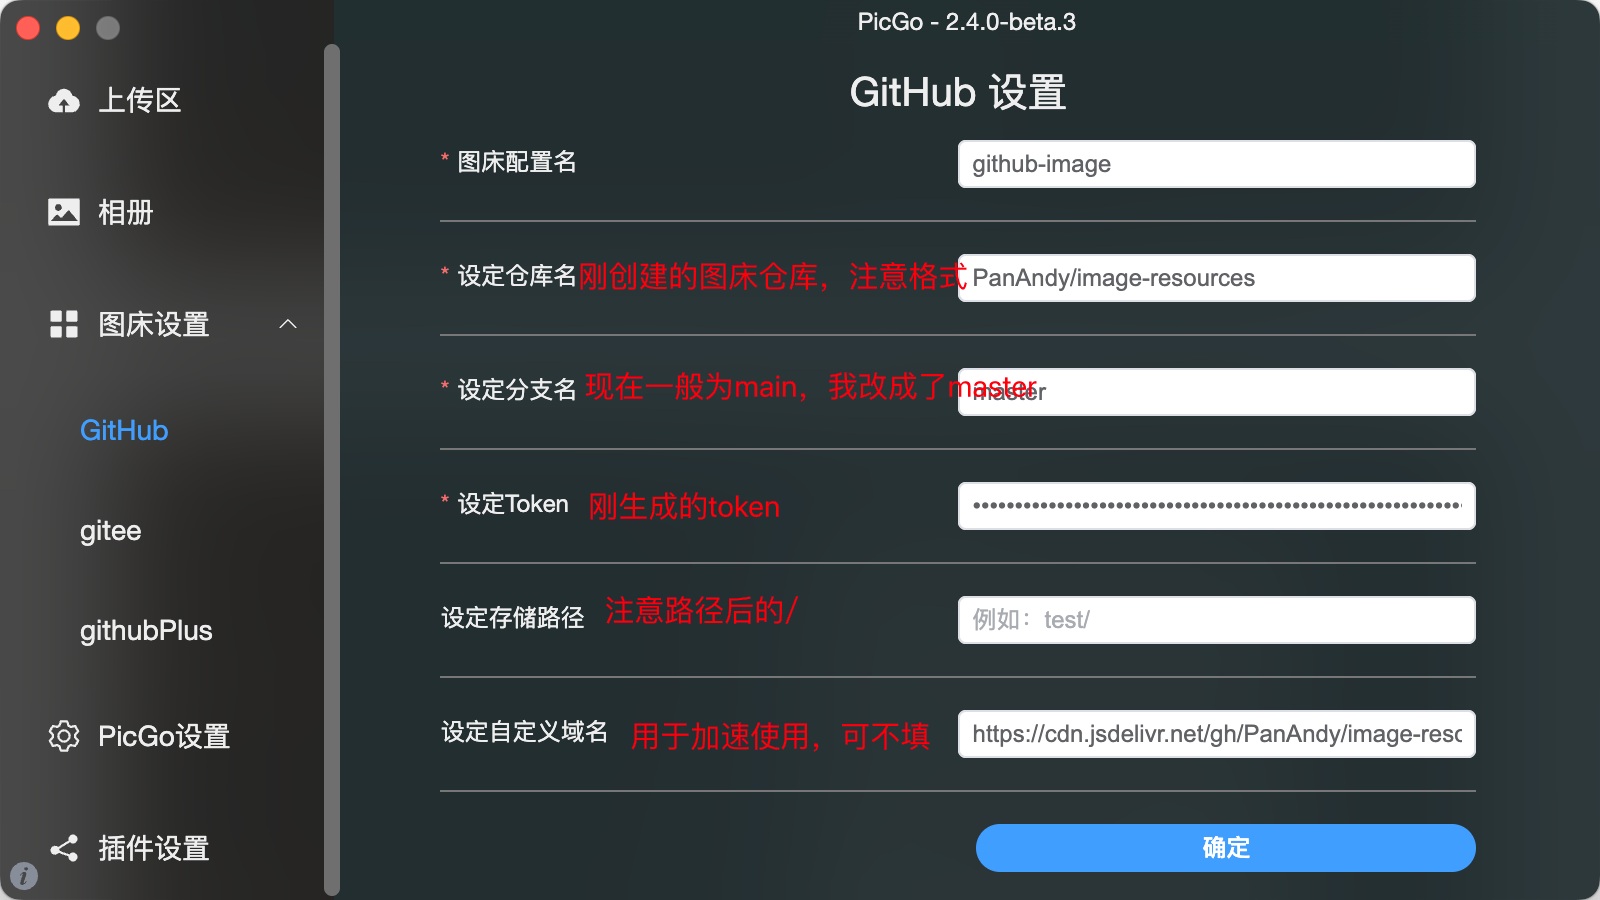 PicGo - 2.4.0-beta.3
上传区
相册
图床设置
GitHub
gitee
githubPlus
PicGo设置
插件设置
i
GitHub 设置
* 图床配置名
github-image
* 设定仓库名
刚创建的图床仓库，注意格式
PanAndy/image-resources
* 设定分支名
现在一般为main，我改成了master
master
* 设定Token
刚生成的token
设定存储路径
注意路径后的/
例如：test/
设定自定义域名
用于加速使用，可不填
https://cdn.jsdelivr.net/gh/PanAndy/image-resc
确定